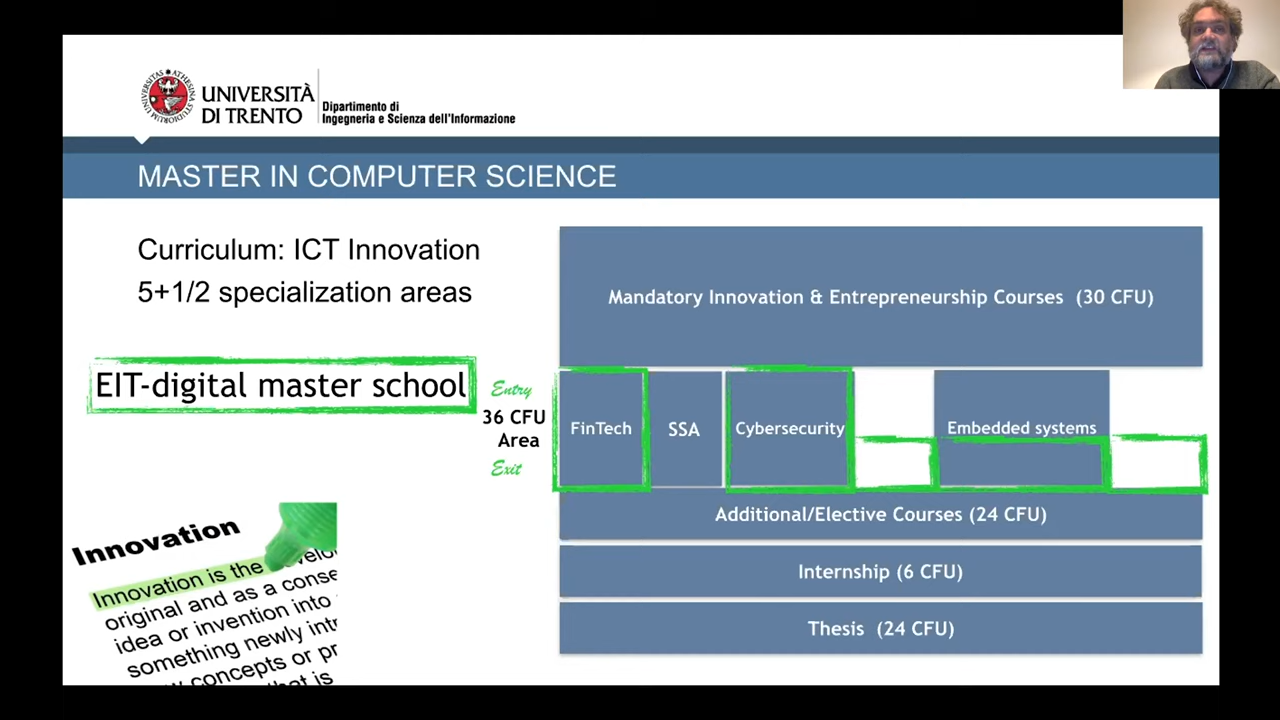 UNIVERSITÀ
DI TRENTO
Dipartimento di
Ingegneria e Scienza dell'Informazione
MASTER IN COMPUTER SCIENCE
Curriculum: ICT Innovation
5+1/2 specialization areas
EIT-digital master school
Entry
36 CFU
Area
Exit
Mandatory Innovation & Entrepreneurship Courses (30 CFU)
FinTech
SSA
Cybersecurity
Embedded systems
Additional/Elective Courses (24 CFU)
Internship (6 CFU)
Thesis (24 CFU)
Innovation
Innovation is the
original and as a conse
idea or invention into
something newly intr
concepts or pr
that is